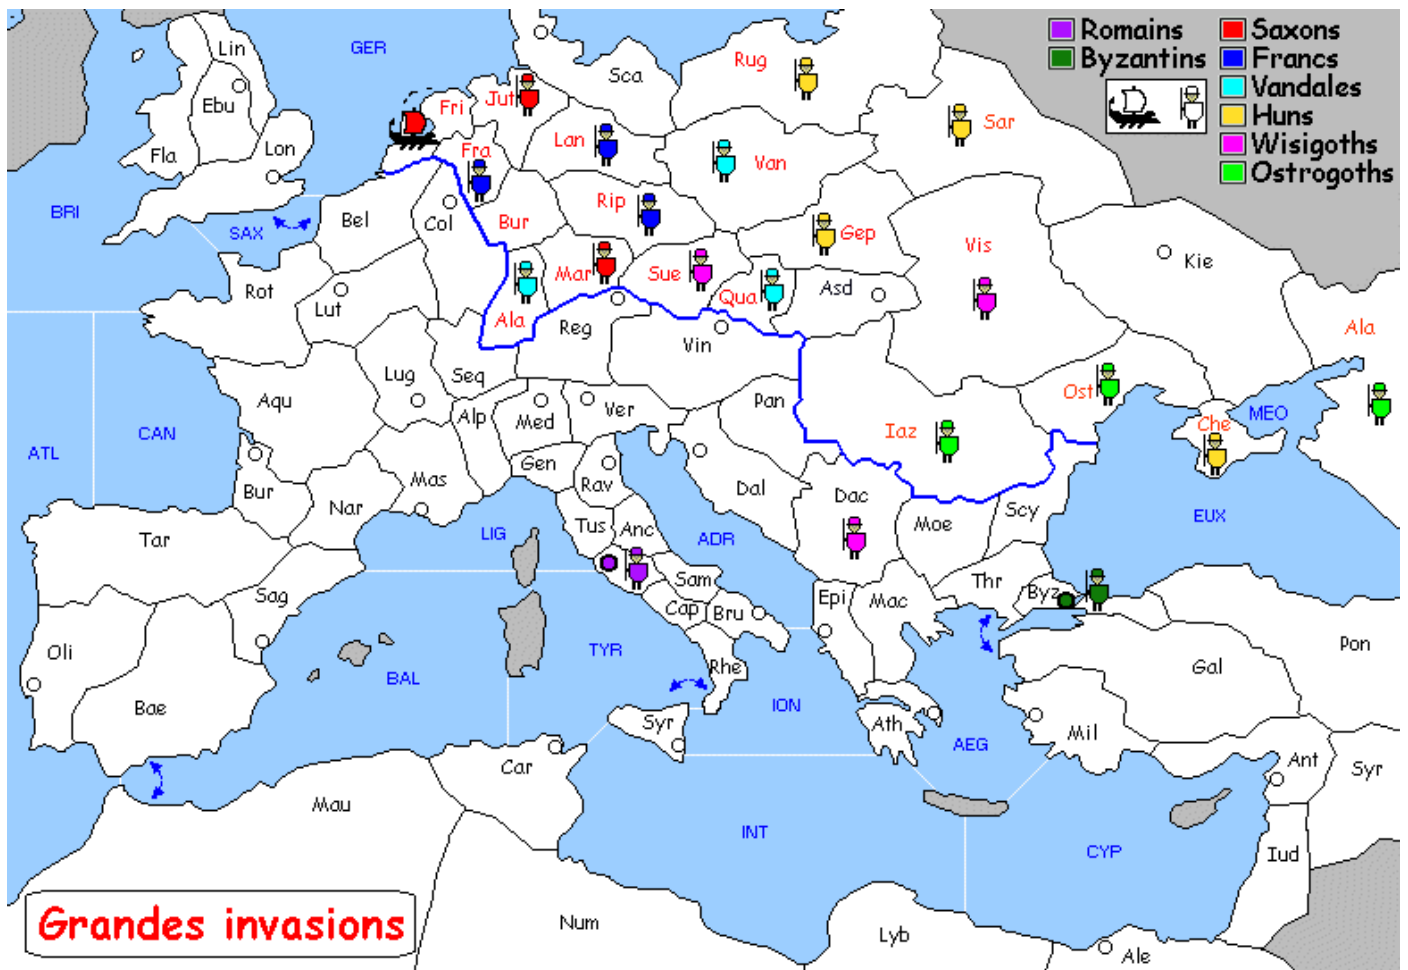 Romains
Saxons
Byzantins
Francs
Vandales
Huns
Wisigoths
Ostrogoths
GER
Lin
Ebu
Fla
Lon
BRI
SAX
Fri
Jut
Sca
Rug
Sar
Fra
Lan
Van
Bel
Col
Bur
Rip
Gep
Vis
Kie
Rot
Lut
Mar
Sue
Qua
Asd
Ala
Reg
Vin
Ala
Lug
Seq
Alp
Med
Ver
Pan
Iaz
Ost
Che
MEO
Aqu
CAN
ATL
Bur
Nar
Mas
Gen
Rav
Dal
Dac
Moe
Scy
EUX
Tar
LIG
Tus
Anc
ADR
Sag
Sam
Cap
Bru
Epi
Mac
Thr
Byz
Oli
Bae
BAL
TYR
Rhe
ION
Ath
AEG
Gal
Pon
Mil
Syr
Car
Mau
INT
CYP
Ant
Syr
Iud
Num
Lyb
Ale
Grandes invasions